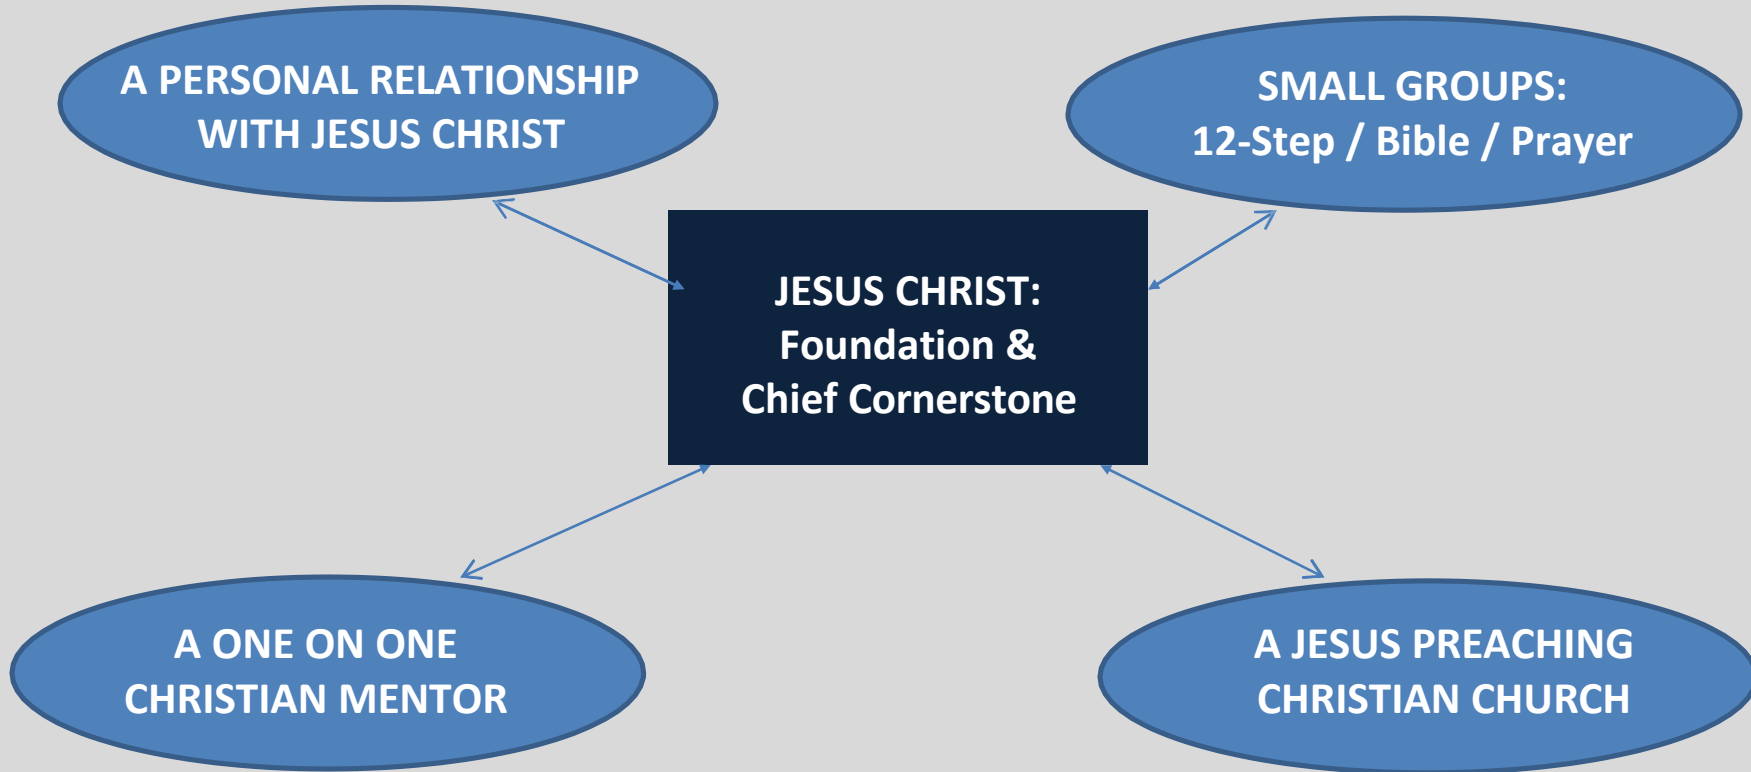 A PERSONAL RELATIONSHIP
WITH JESUS CHRIST
SMALL GROUPS:
12-Step / Bible / Prayer
JESUS CHRIST:
Foundation &
Chief Cornerstone
A ONE ON ONE
CHRISTIAN MENTOR
A JESUS PREACHING
CHRISTIAN CHURCH